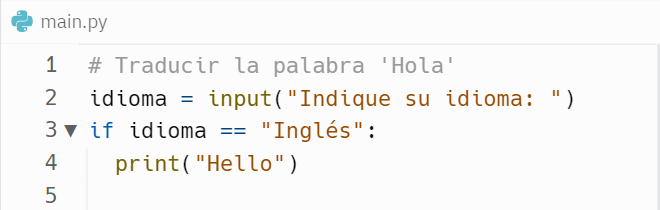 main.py
1 # Traducir la palabra 'Hola'
2 idioma = input("Indique su idioma: ")
3 if idioma == "Inglés":
4 print("Hello")
5